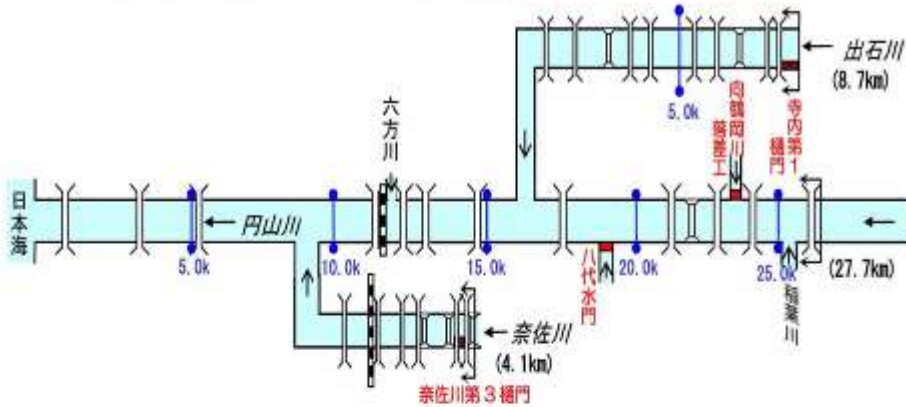 出石川
(8.7km)
5.0k
向鶴岡川
落差工
寺内第1
樋門
六方川
日本海
円山川
5.0k
10.0k
15.0k
20.0k
25.0k
八代水門
稲葉川
(27.7km)
奈佐川
(4.1km)
奈佐川第3樋門